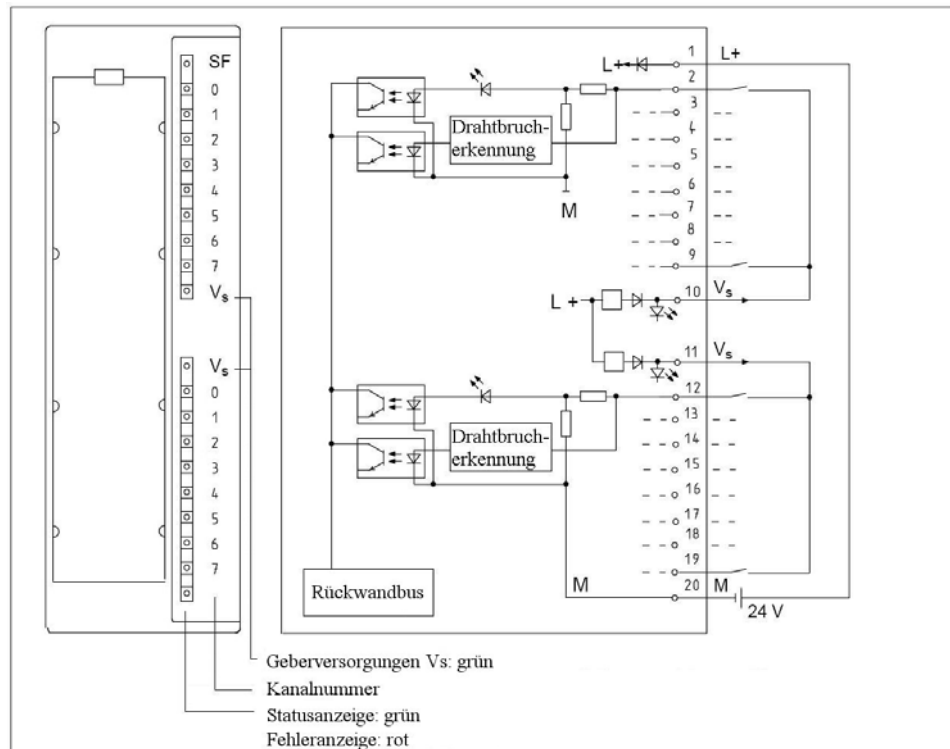 SF
0
1
2
3
4
5
6
7
Vs
Vs
0
1
2
3
4
5
6
7
L+
1
L+
2
3
4
5
6
7
8
9
Drahtbruch-
erkennung
M
L +
10
Vs
11
Vs
12
13
14
15
16
17
18
19
20
Drahtbruch-
erkennung
M
M
24 V
Rückwandbus
Geberversorgungen Vs: grün
Kanalnummer
Statusanzeige: grün
Fehleranzeige: rot